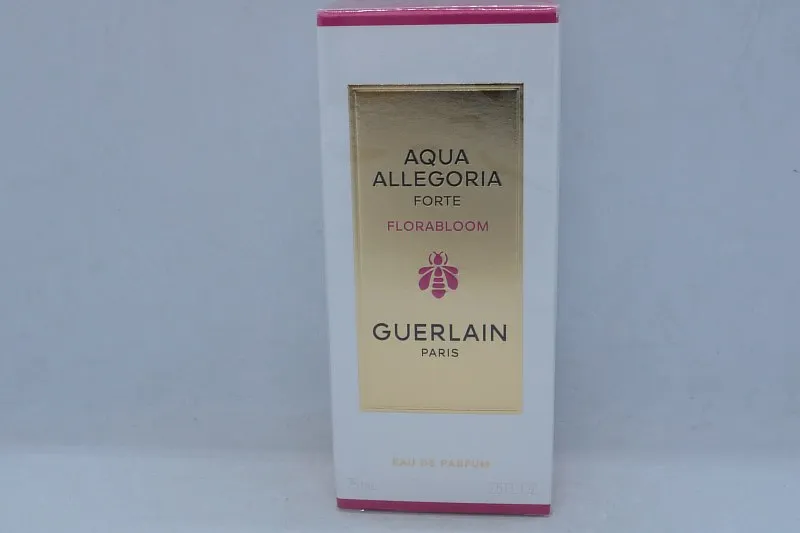 AQUA
ALLEGORIA
FORTE
FLORABLOOM
GUERLAIN
PARIS
EAU DE PARFUM